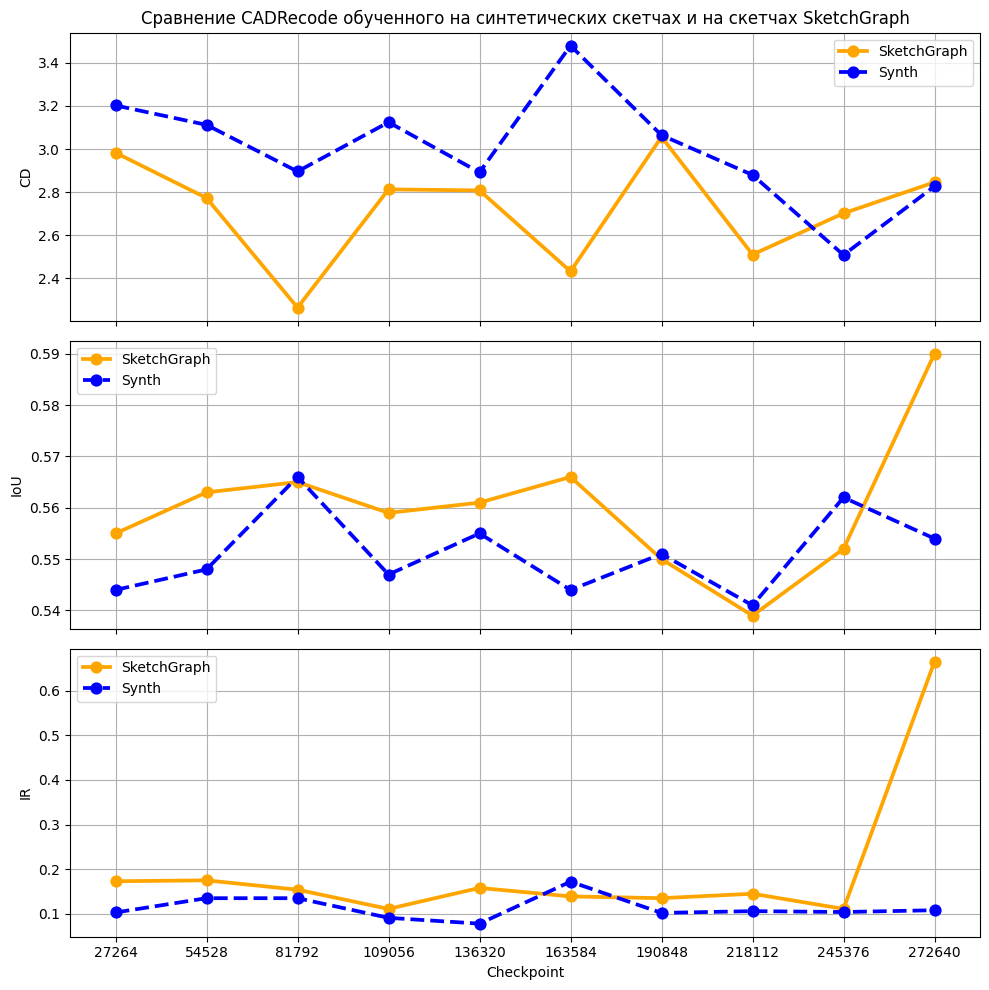 Сравнение CADRecode обученного на синтетических скетчах и на скетчах SketchGraph
SketchGraph
Synth
3.4
3.2
3.0
2.8
2.6
2.4
CD
SketchGraph
Synth
0.59
0.58
0.57
0.56
0.55
0.54
IoU
SketchGraph
Synth
0.6
0.5
0.4
0.3
0.2
0.1
IR
27264 54528 81792 109056 136320 163584 190848 218112 245376 272640
Checkpoint